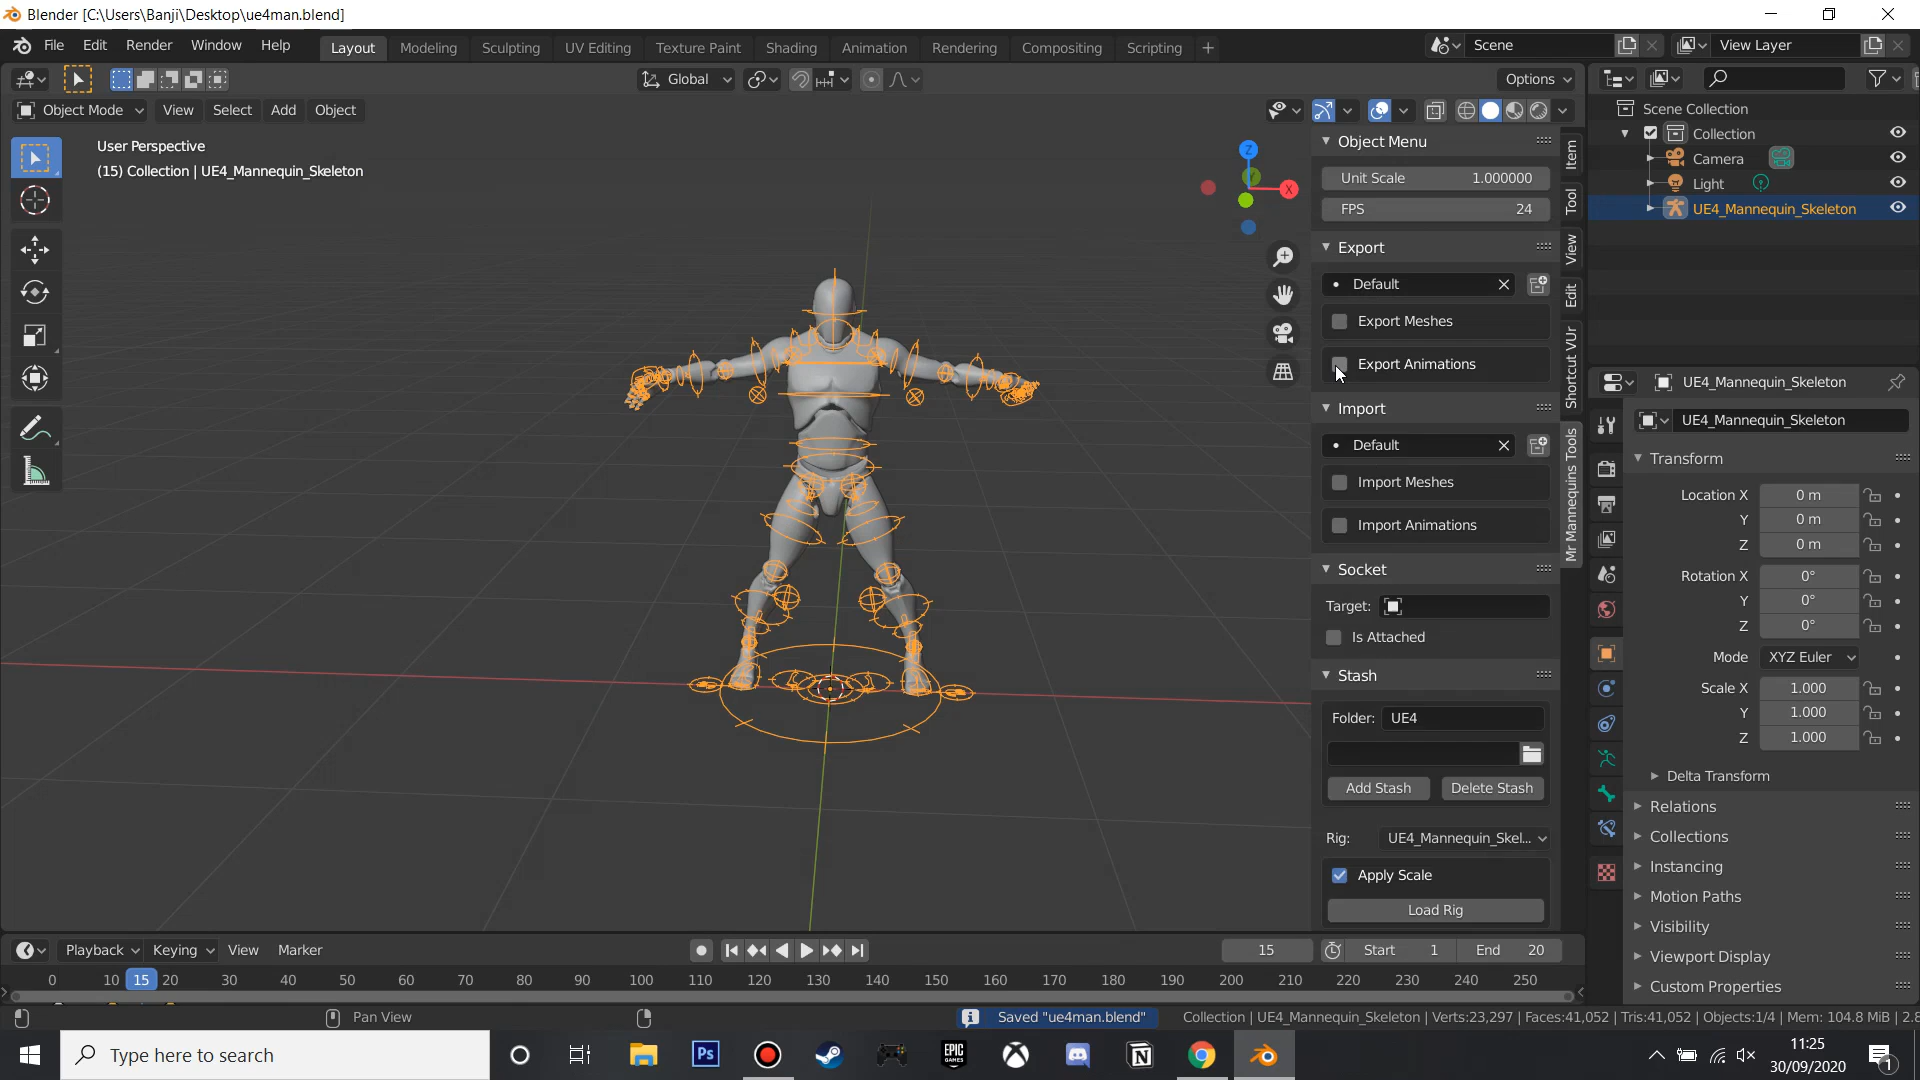 Blender [C:\Users\Banji\Desktop\ue4man.blend]
File Edit Render Window Help Layout Modeling Sculpting UV Editing Texture Paint Shading Animation Rendering Compositing Scripting + Scene View Layer
Global Options
Object Mode View Select Add Object
User Perspective
(15) Collection | UE4_Mannequin_Skeleton
Z
Y
X
Object Menu
Unit Scale 1.000000
FPS 24
Export
Default
Export Meshes
Export Animations
Import
Default
Import Meshes
Import Animations
Socket
Target:
Is Attached
Stash
Folder: UE4
Add Stash Delete Stash
Rig: UE4_Mannequin_Skel...
Apply Scale
Load Rig
Item
Tool
View
Edit
Shortcut VUr
Mr Mannequins Tools
Scene Collection
Collection
Camera
Light
UE4_Mannequin_Skeleton
UE4_Mannequin_Skeleton
UE4_Mannequin_Skeleton
Transform
Location X 0 m
Y 0 m
Z 0 m
Rotation X 0°
Y 0°
Z 0°
Mode XYZ Euler
Scale X 1.000
Y 1.000
Z 1.000
Delta Transform
Relations
Collections
Instancing
Motion Paths
Visibility
Viewport Display
Custom Properties
Playback Keying View Marker 15 Start 1 End 20
0 10 15 20 30 40 50 60 70 80 90 100 110 120 130 140 150 160 170 180 190 200 210 220 230 240 250
Pan View Saved "ue4man.blend" Collection | UE4_Mannequin_Skeleton | Verts:23,297 | Faces:41,052 | Tris:41,052 | Objects:1/4 | Mem: 104.8 MiB | 2.8
Type here to search Ps EPIC GAMES N 11:25
30/09/2020 1